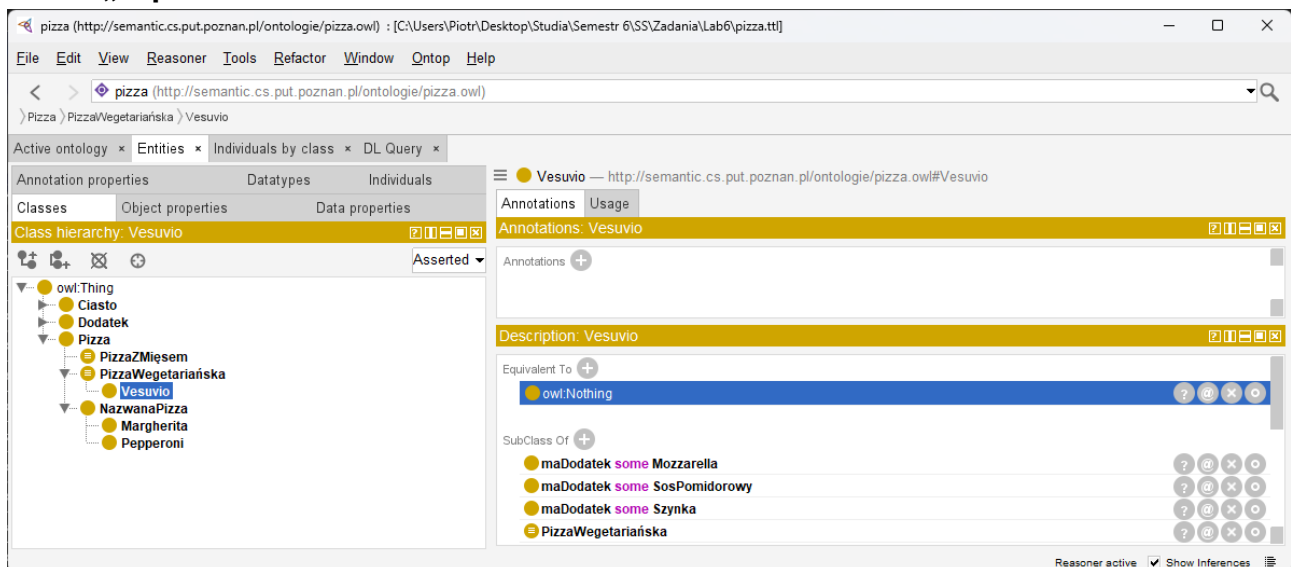 pizza (http://semantic.cs.put.poznan.pl/ontologie/pizza.owl) : [C:\Users\Piotr\Desktop\Studia\Semestr 6\SS\Zadania\Lab6\pizza.ttl]
File Edit View Reasoner Tools Refactor Window Ontop Help
pizza (http://semantic.cs.put.poznan.pl/ontologie/pizza.owl)
Pizza PizzaWegetariańska Vesuvio
Active ontology × Entities × Individuals by class × DL Query ×
Annotation properties Datatypes Individuals
Classes Object properties Data properties
Class hierarchy: Vesuvio
Asserted
owl:Thing
Ciasto
Dodatek
Pizza
PizzaZMięsem
PizzaWegetariańska
Vesuvio
NazwanaPizza
Margherita
Pepperoni
Vesuvio — http://semantic.cs.put.poznan.pl/ontologie/pizza.owl#Vesuvio
Annotations Usage
Annotations: Vesuvio
Annotations
Description: Vesuvio
Equivalent To
owl:Nothing
SubClass Of
maDodatek some Mozzarella
maDodatek some SosPomidorowy
maDodatek some Szynka
PizzaWegetariańska
Reasoner active Show Inferences